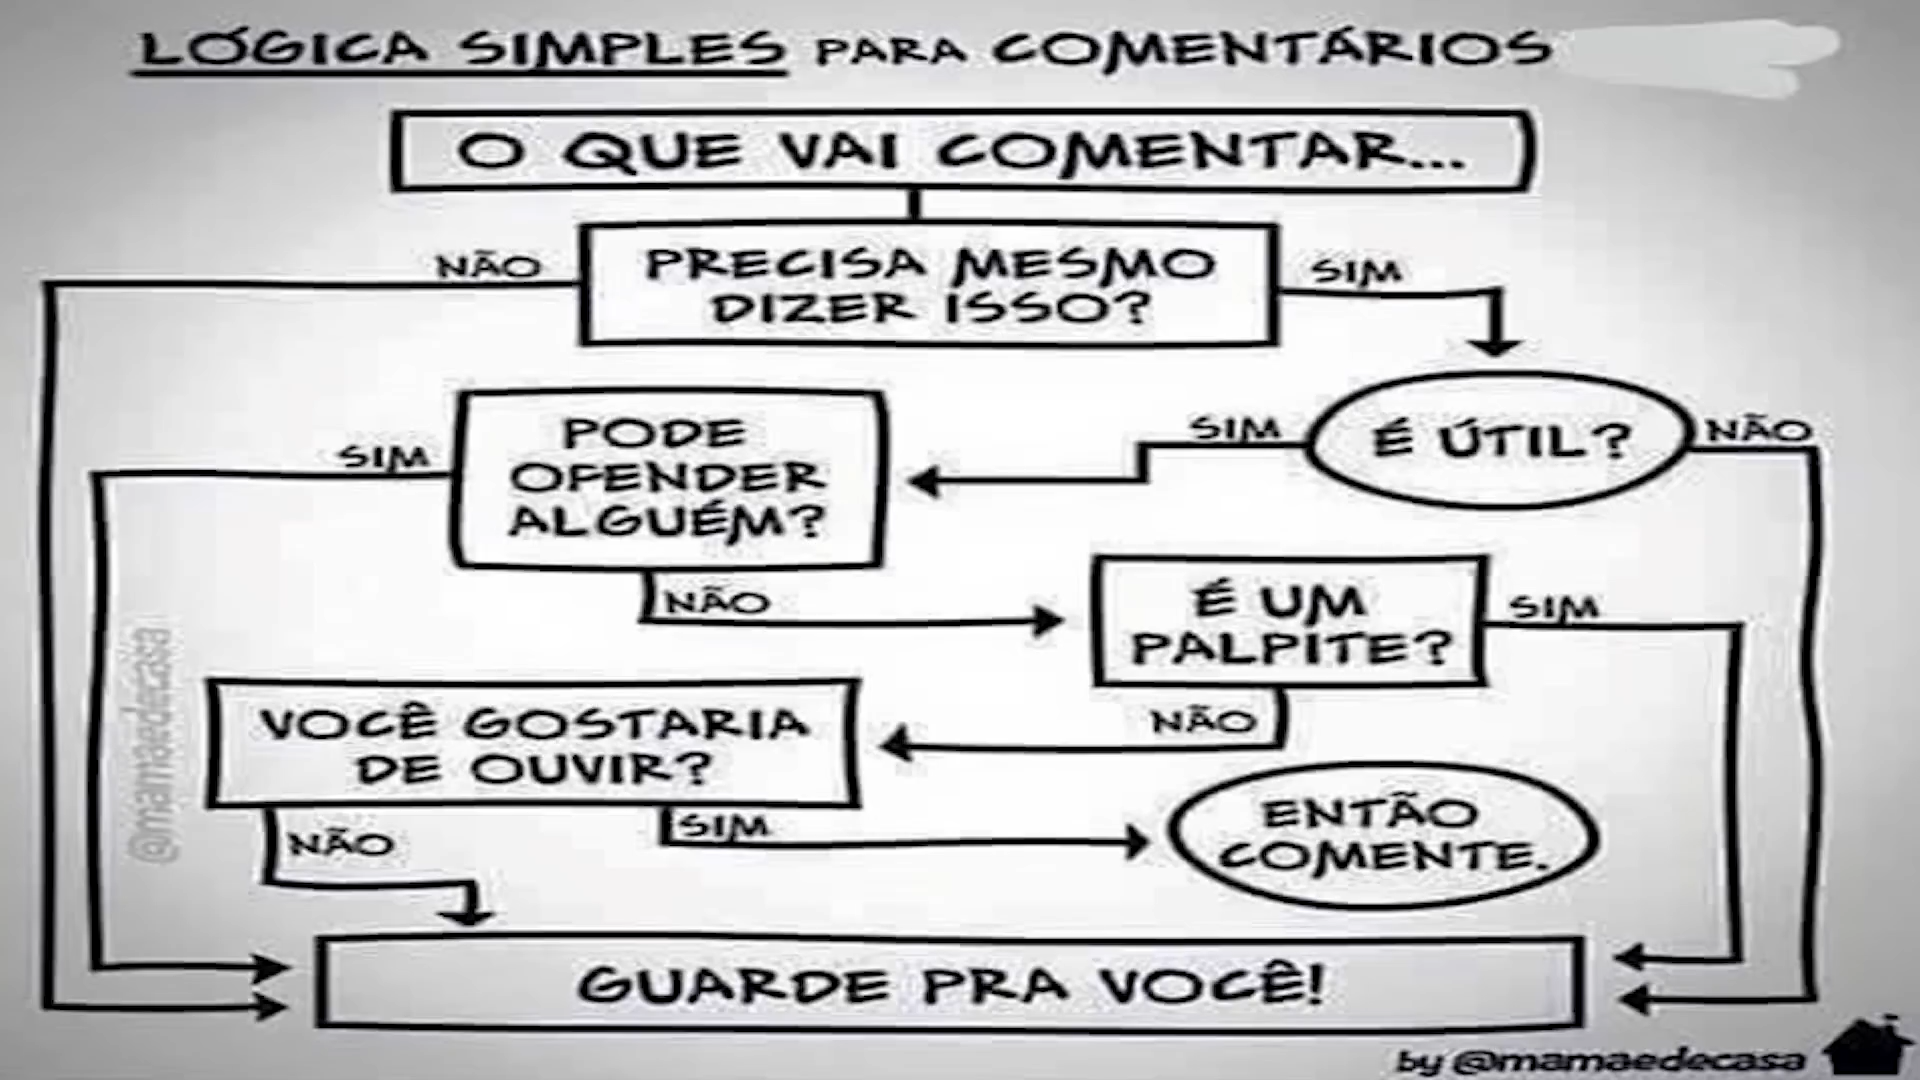 LÓGICA SIMPLES PARA COMENTÁRIOS
O QUE VAI COMENTAR...
PRECISA MESMO
DIZER ISSO?
NÃO
SIM
É ÚTIL?
SIM
NÃO
PODE
OFENDER
ALGUÉM?
SIM
NÃO
É UM
PALPITE?
SIM
NÃO
VOCÊ GOSTARIA
DE OUVIR?
NÃO
SIM
ENTÃO
COMENTE.
GUARDE PRA VOCÊ!
@mamaedecasa
by @mamaedecasa